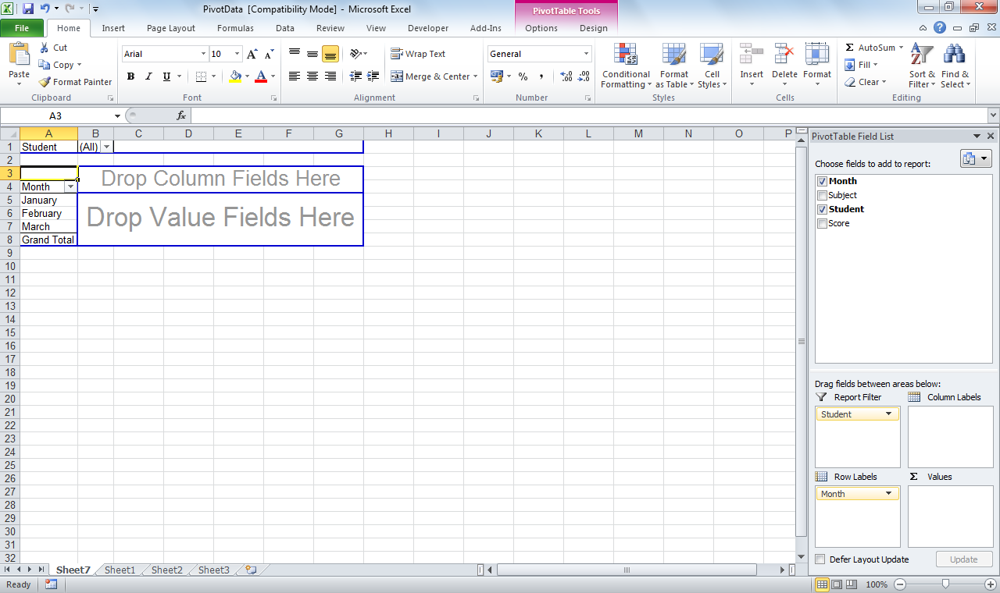 PivotData [Compatibility Mode] - Microsoft Excel
PivotTable Tools
File Home Insert Page Layout Formulas Data Review View Developer Add-Ins Options Design
Paste
Cut
Copy
Format Painter
Clipboard
Arial 10
B I U A
Font
Wrap Text
Merge & Center
Alignment
General
% ,
Number
Conditional Formatting
Format as Table
Cell Styles
Styles
Insert Delete Format
Cells
Σ AutoSum
Fill
Clear
Sort & Filter
Find & Select
Editing
A3 fx
A B C D E F G H I J K L M N O P
1 Student (All)
2
3 Drop Column Fields Here
4 Month
5 January
6 February
Drop Value Fields Here
7 March
8 Grand Total
9
10
11
12
13
14
15
16
17
18
19
20
21
22
23
24
25
26
27
28
29
30
31
32
PivotTable Field List
Choose fields to add to report:
Month
Subject
Student
Score
Drag fields between areas below:
Report Filter
Column Labels
Student
Row Labels
Σ Values
Month
Defer Layout Update
Update
Sheet7 Sheet1 Sheet2 Sheet3
Ready
100%